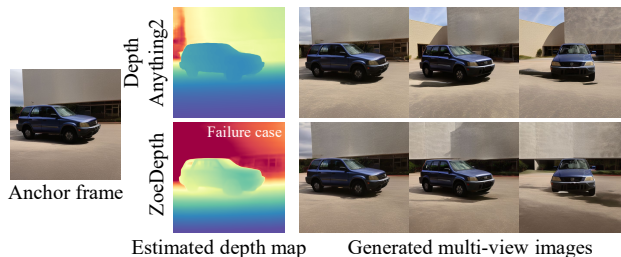 Depth
Anything2
Failure case
ZoeDepth
Anchor frame
Estimated depth map
Generated multi-view images